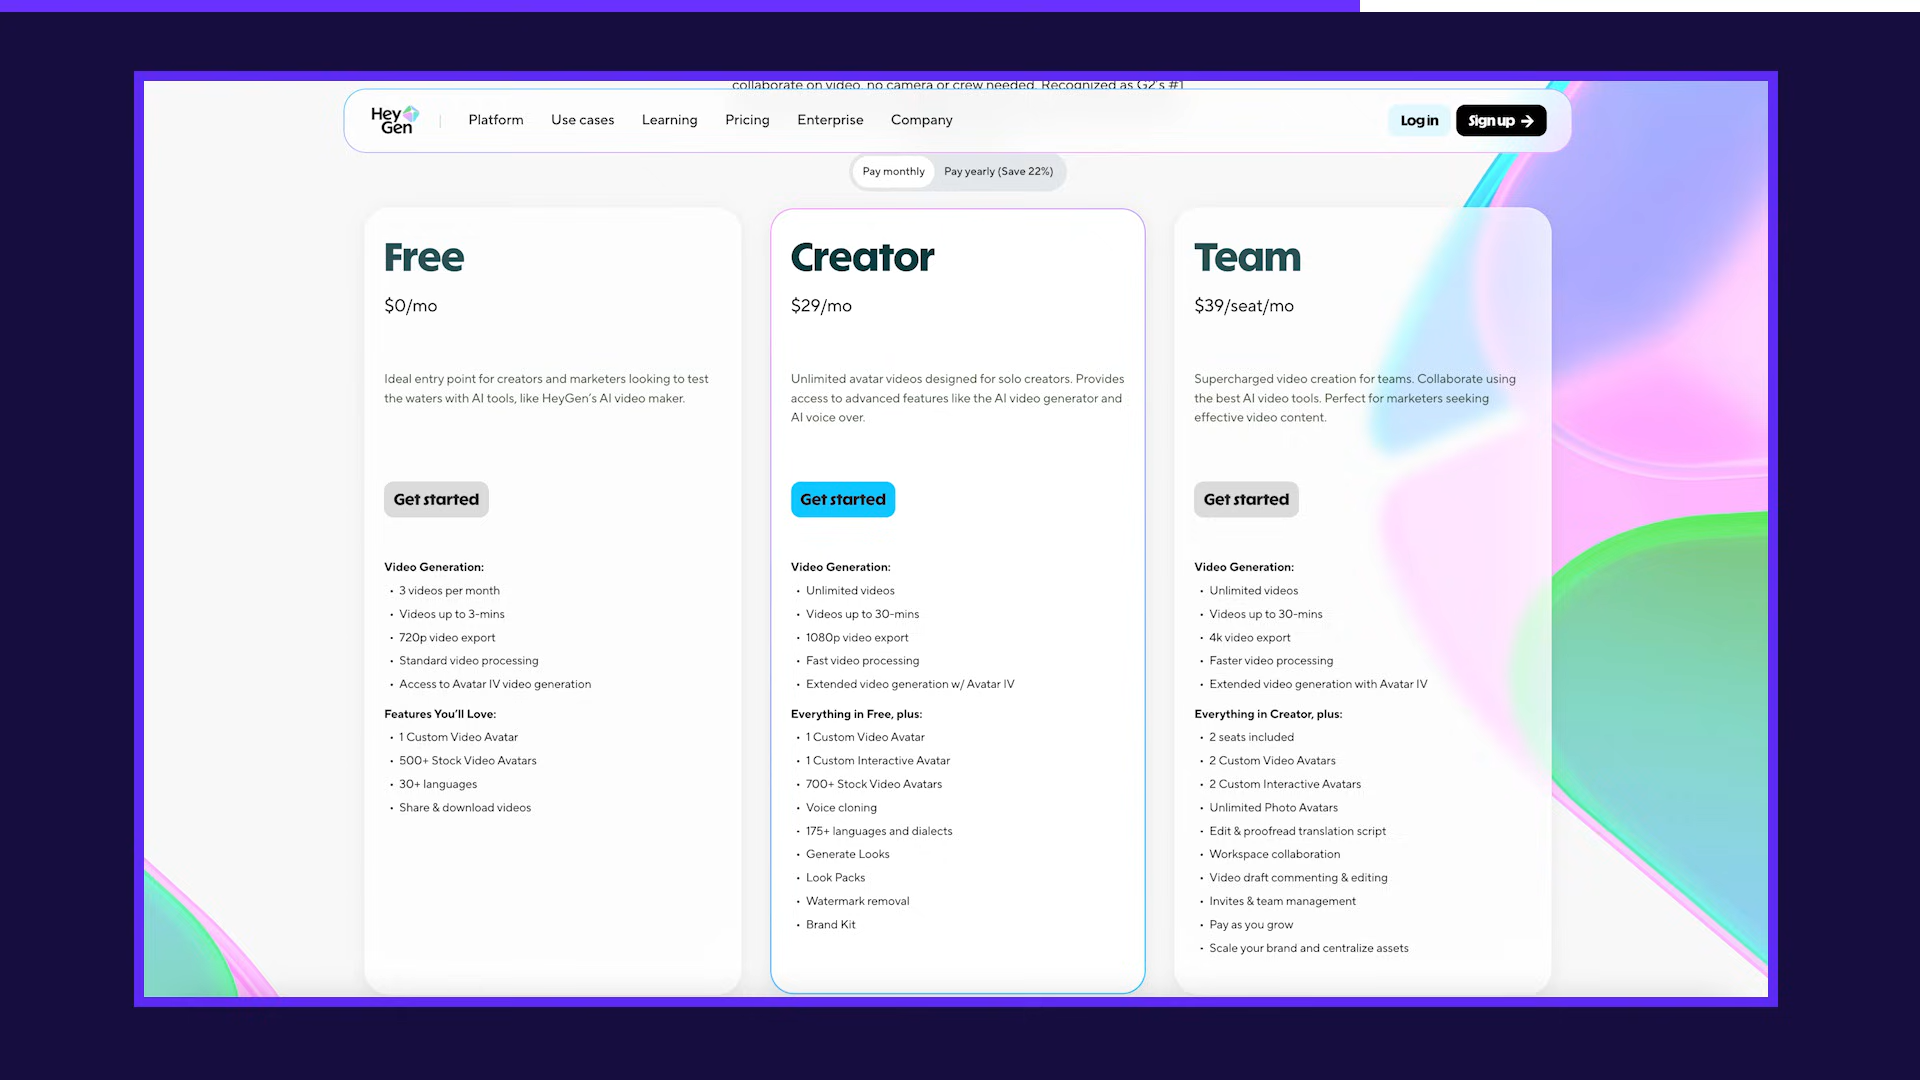 collaborate on video, no camera or crew needed. Recognized as G2's #1
Hey
Gen
Platform
Use cases
Learning
Pricing
Enterprise
Company
Log in
Sign up →
Pay monthly
Pay yearly (Save 22%)
Free
$0/mo
Ideal entry point for creators and marketers looking to test
the waters with AI tools, like HeyGen's AI video maker.
Get started
Video Generation:
• 3 videos per month
• Videos up to 3-mins
• 720p video export
• Standard video processing
• Access to Avatar IV video generation
Features You'll Love:
• 1 Custom Video Avatar
• 500+ Stock Video Avatars
• 30+ languages
• Share & download videos
Creator
$29/mo
Unlimited avatar videos designed for solo creators. Provides
access to advanced features like the AI video generator and
AI voice over.
Get started
Video Generation:
• Unlimited videos
• Videos up to 30-mins
• 1080p video export
• Fast video processing
• Extended video generation w/ Avatar IV
Everything in Free, plus:
• 1 Custom Video Avatar
• 1 Custom Interactive Avatar
• 700+ Stock Video Avatars
• Voice cloning
• 175+ languages and dialects
• Generate Looks
• Look Packs
• Watermark removal
• Brand Kit
Team
$39/seat/mo
Supercharged video creation for teams. Collaborate using
the best AI video tools. Perfect for marketers seeking
effective video content.
Get started
Video Generation:
• Unlimited videos
• Videos up to 30-mins
• 4k video export
• Faster video processing
• Extended video generation with Avatar IV
Everything in Creator, plus:
• 2 seats included
• 2 Custom Video Avatars
• 2 Custom Interactive Avatars
• Unlimited Photo Avatars
• Edit & proofread translation script
• Workspace collaboration
• Video draft commenting & editing
• Invites & team management
• Pay as you grow
• Scale your brand and centralize assets